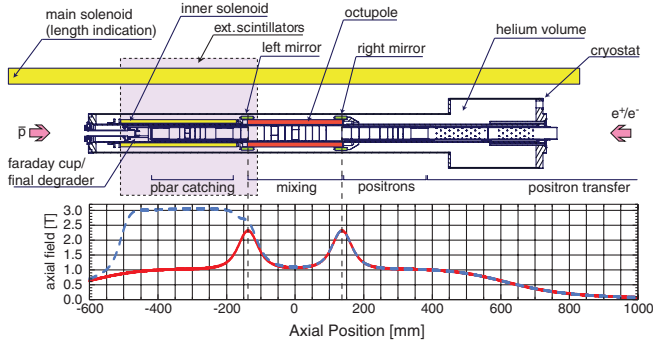 main solenoid
(length indication)
inner solenoid
ext.scintillators
left mirror
octupole
right mirror
helium volume
cryostat
p̅
e⁺/e⁻
faraday cup/
final degrader
pbar catching
mixing
positrons
positron transfer
axial field [T]
3.0
2.5
2.0
1.5
1.0
0.5
0.0
-600 -400 -200 0 200 400 600 800 1000
Axial Position [mm]